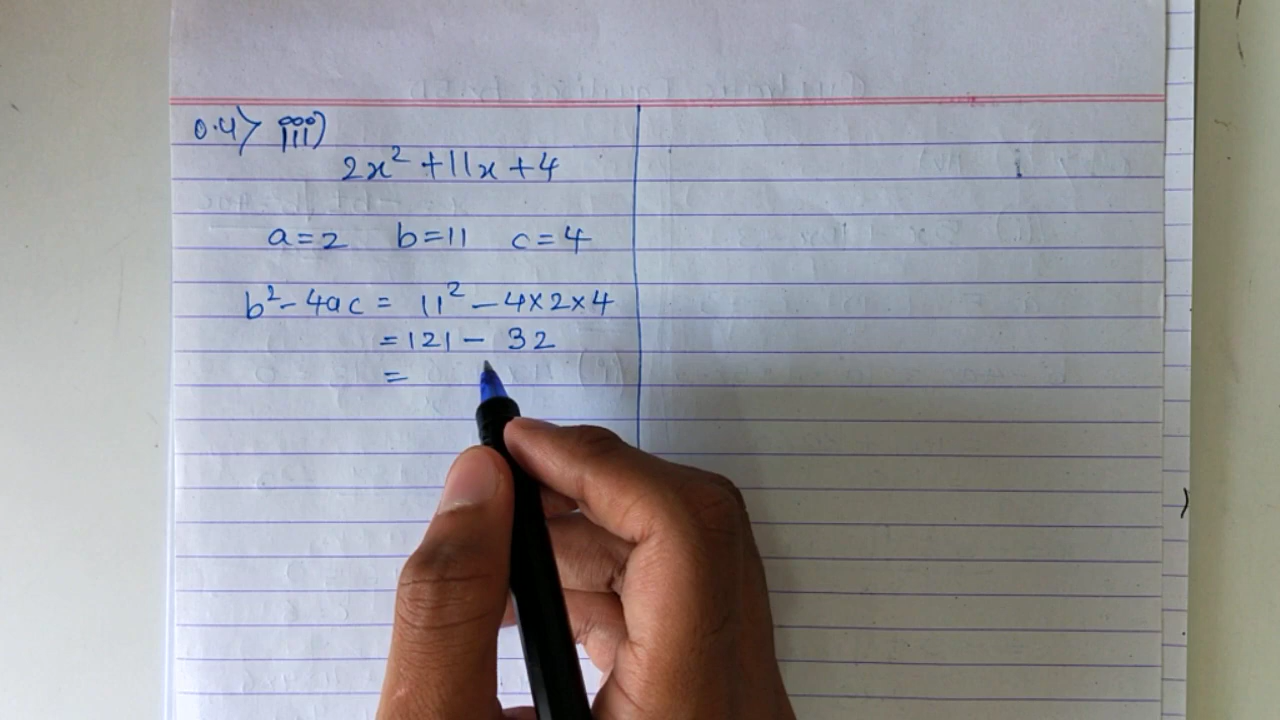 Q.4> iii)
2x² + 11x + 4
a = 2 b = 11 c = 4
b² - 4ac = 11² - 4×2×4
= 121 - 32
=